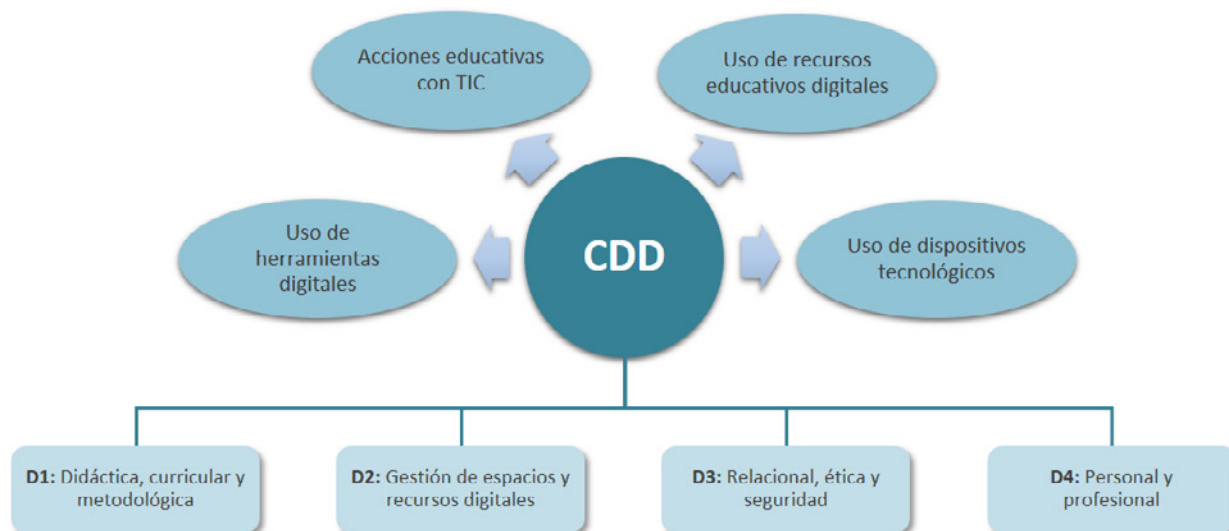 Acciones educativas
con TIC
Uso de recursos
educativos digitales
Uso de
herramientas
digitales
CDD
Uso de dispositivos
tecnológicos
D1: Didáctica, curricular y
metodológica
D2: Gestión de espacios y
recursos digitales
D3: Relacional, ética y
seguridad
D4: Personal y
profesional